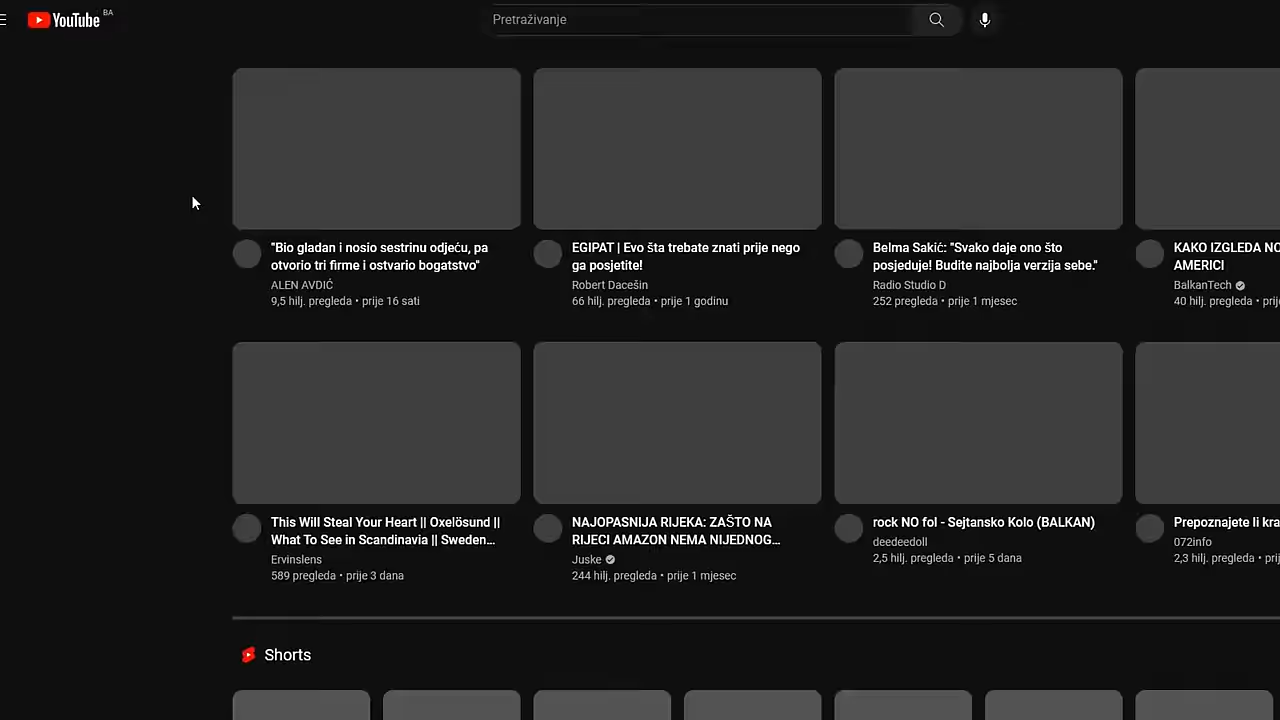 YouTube BA
Pretraživanje
"Bio gladan i nosio sestrinu odjeću, pa
otvorio tri firme i ostvario bogatstvo"
ALEN AVDIĆ
9,5 hilj. pregleda • prije 16 sati
EGIPAT | Evo šta trebate znati prije nego
ga posjetite!
Robert Dacešin
66 hilj. pregleda • prije 1 godinu
Belma Sakić: "Svako daje ono što
posjeduje! Budite najbolja verzija sebe."
Radio Studio D
252 pregleda • prije 1 mjesec
KAKO IZGLEDA
AMERICI
BalkanTech
40 hilj. pregleda •
This Will Steal Your Heart || Oxelösund ||
What To See in Scandinavia || Sweden...
Ervinslens
589 pregleda • prije 3 dana
NAJOPASNIJA RIJEKA: ZAŠTO NA
RIJECI AMAZON NEMA NIJEDNOG...
Juske
244 hilj. pregleda • prije 1 mjesec
rock NO fol - Sejtansko Kolo (BALKAN)
deedeedoll
2,5 hilj. pregleda • prije 5 dana
Prepoznajete li
072info
2,3 hilj. pregleda •
Shorts